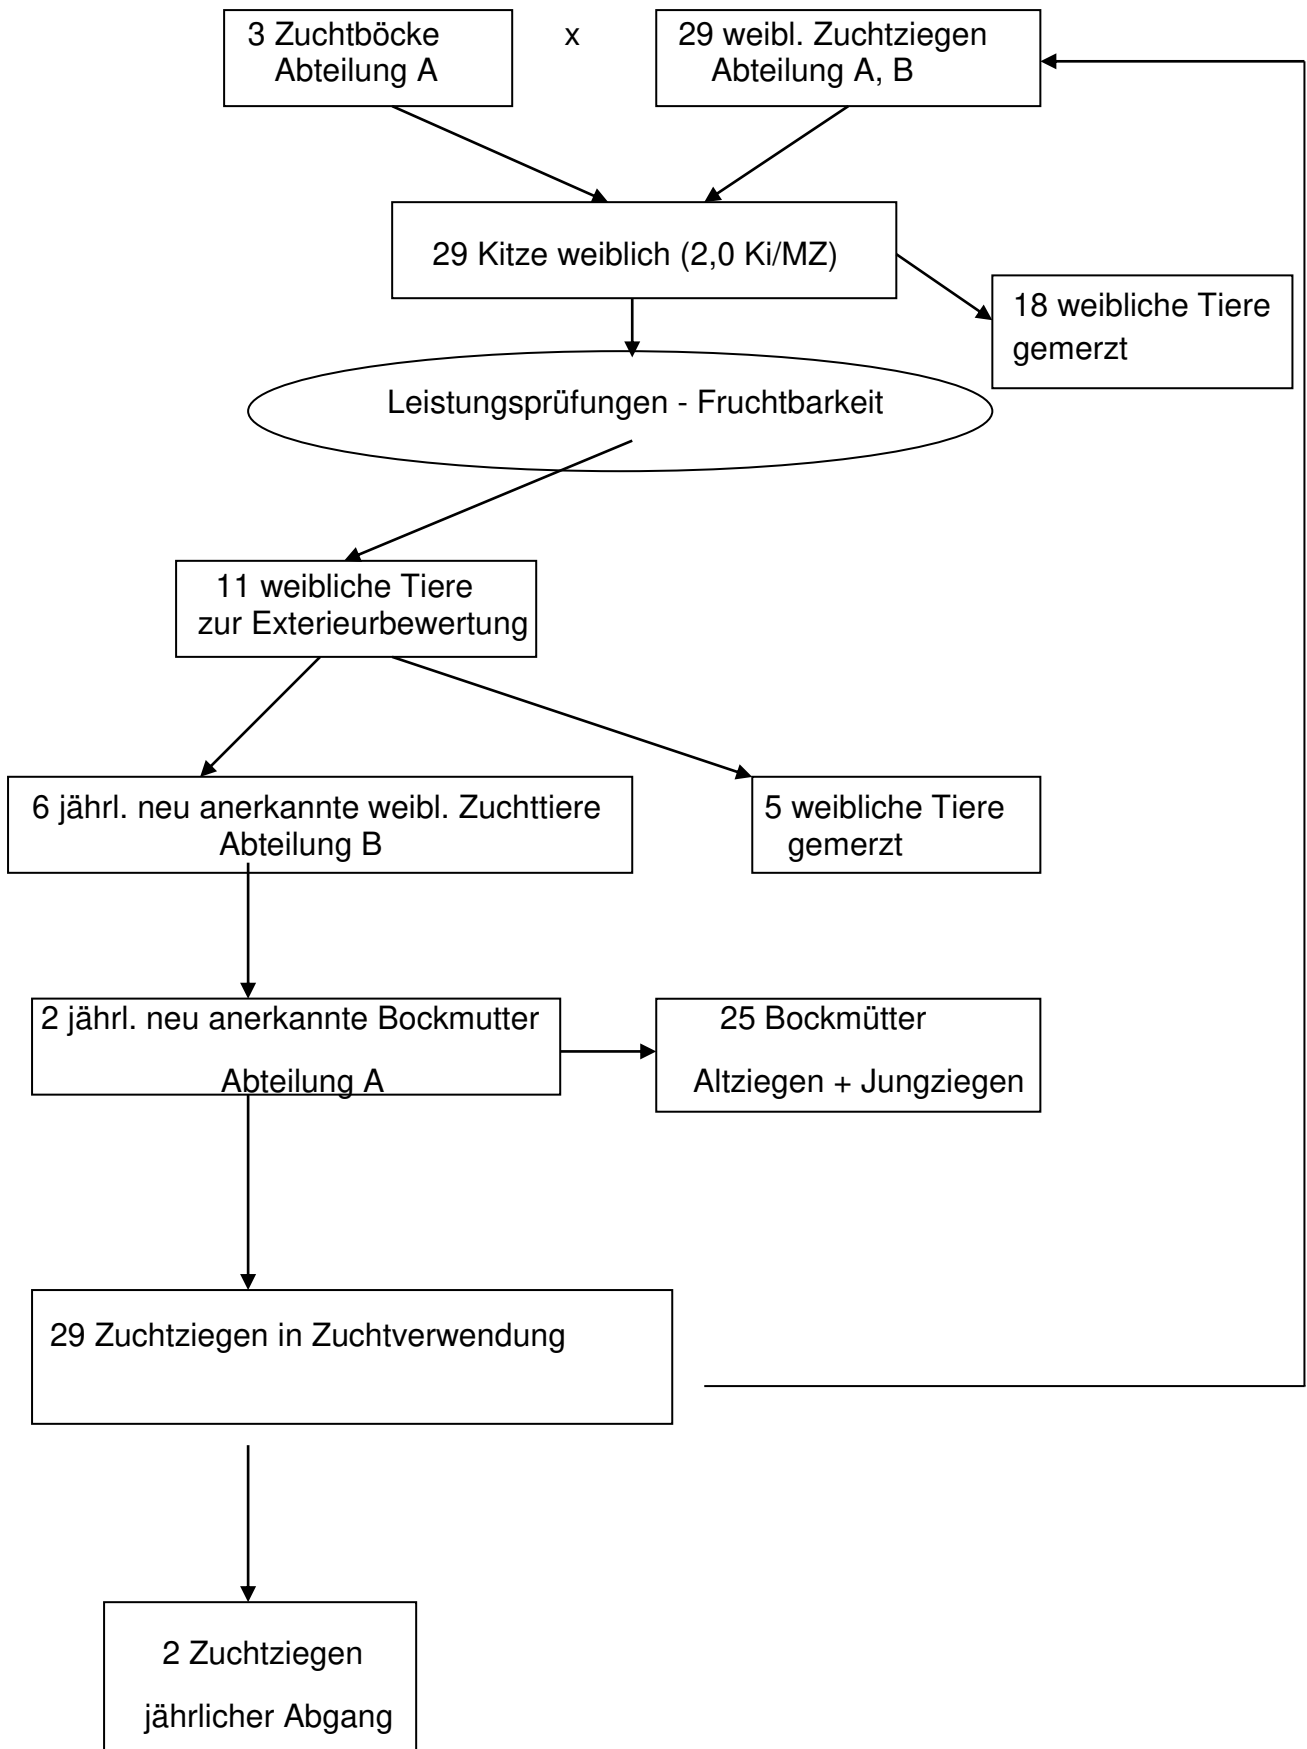 3 Zuchtböcke
Abteilung A
x
29 weibl. Zuchtziegen
Abteilung A, B
29 Kitze weiblich (2,0 Ki/MZ)
18 weibliche Tiere
gemerzt
Leistungsprüfungen - Fruchtbarkeit
11 weibliche Tiere
zur Exterieurbewertung
6 jährl. neu anerkannte weibl. Zuchttiere
Abteilung B
5 weibliche Tiere
gemerzt
2 jährl. neu anerkannte Bockmutter
Abteilung A
25 Bockmütter
Altziegen + Jungziegen
29 Zuchtziegen in Zuchtverwendung
2 Zuchtziegen
jährlicher Abgang